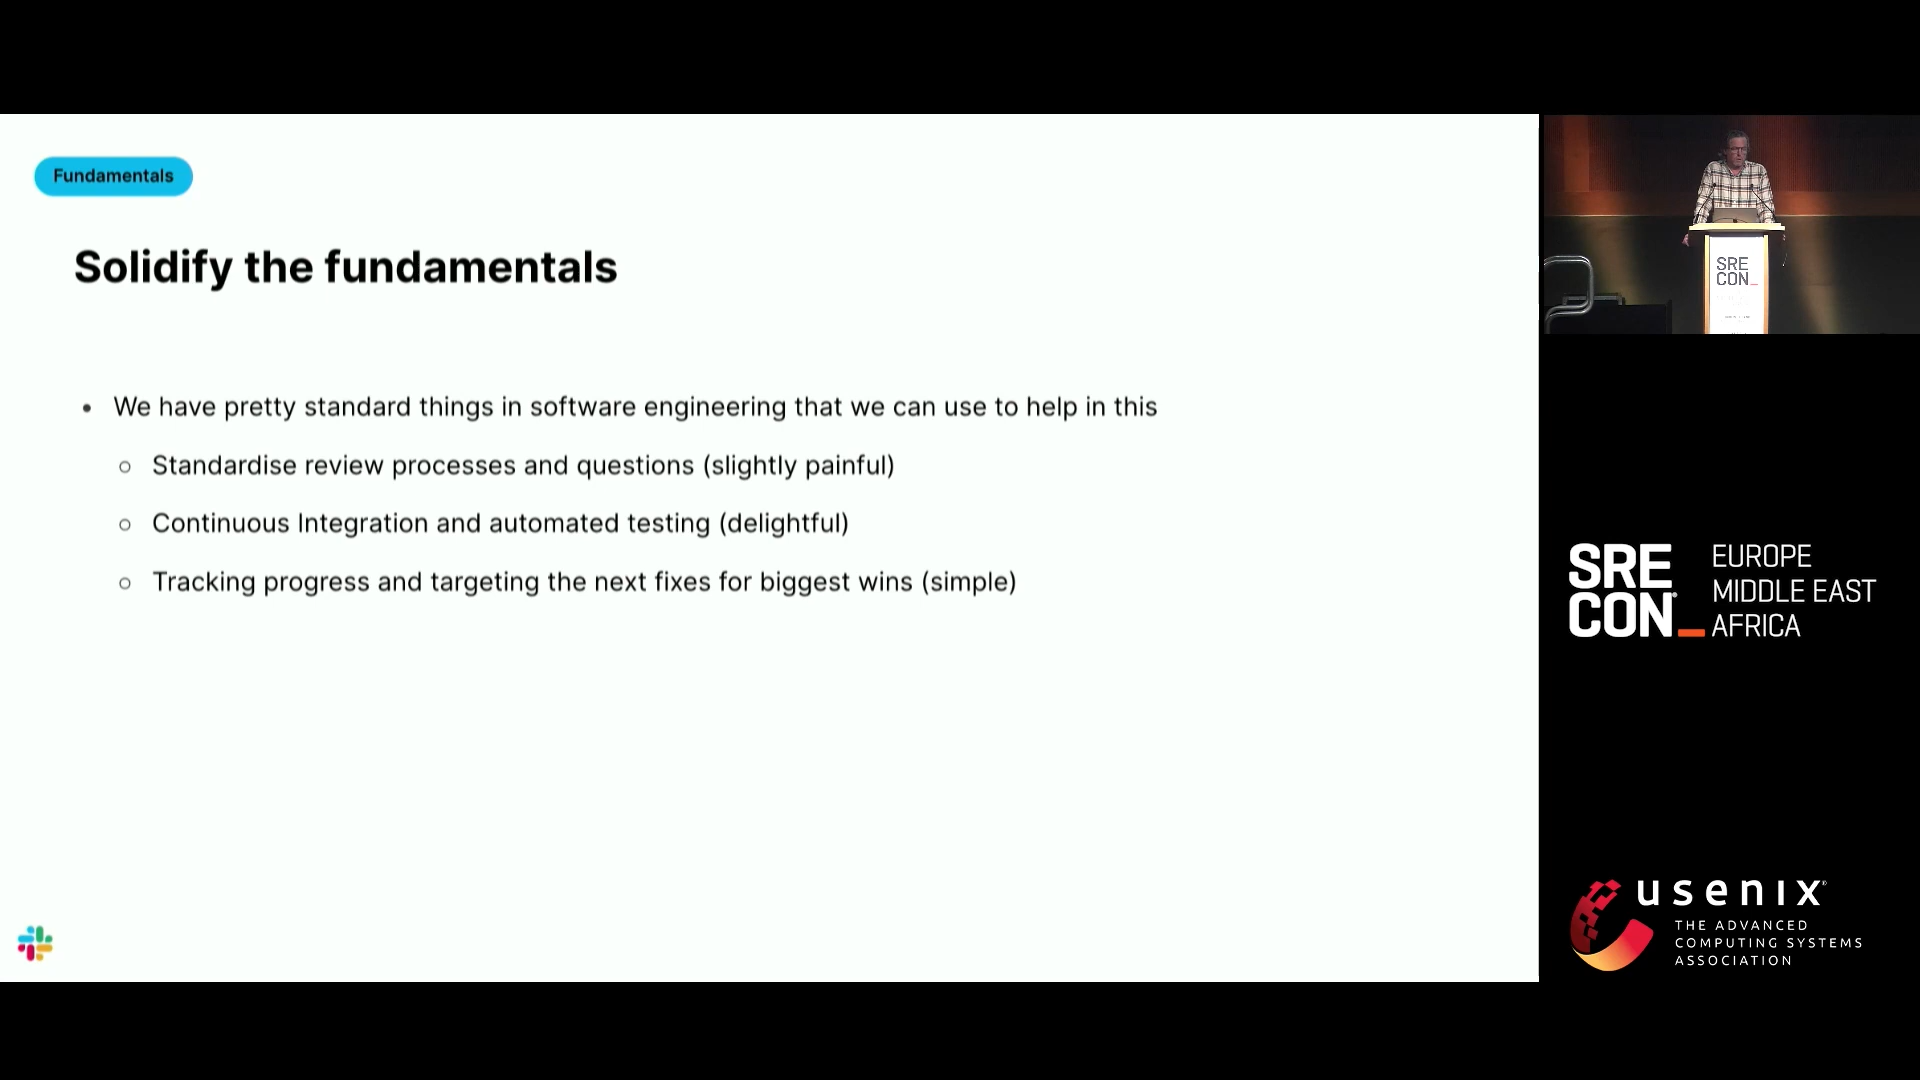 Fundamentals
Solidify the fundamentals
We have pretty standard things in software engineering that we can use to help in this
Standardise review processes and questions (slightly painful)
Continuous Integration and automated testing (delightful)
Tracking progress and targeting the next fixes for biggest wins (simple)
SRE
CON_
SRE
CON_
EUROPE
MIDDLE EAST
AFRICA
usenix
THE ADVANCED
COMPUTING SYSTEMS
ASSOCIATION